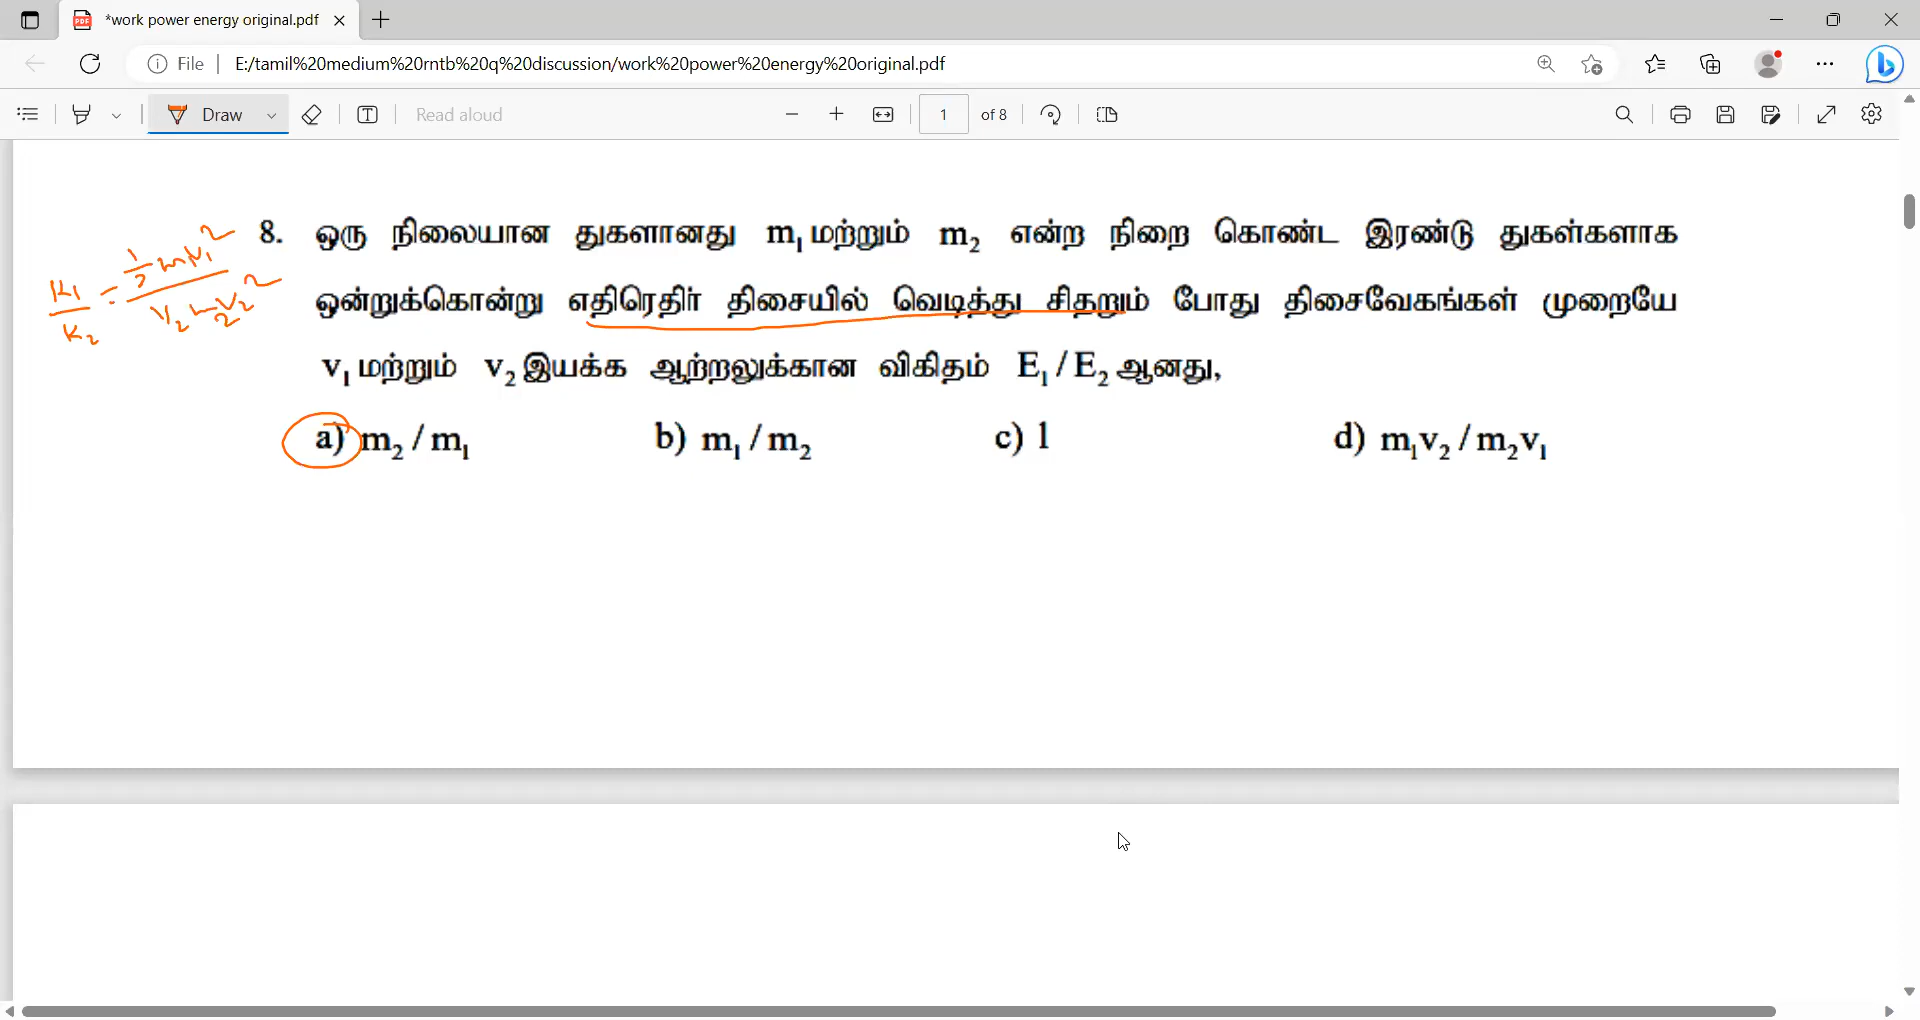 *work power energy original.pdf
File
E:/tamil%20medium%20rntb%20q%20discussion/work%20power%20energy%20original.pdf
Draw
Read aloud
1 of 8
8. ஒரு நிலையான துகளானது m₁ மற்றும் m₂ என்ற நிறை கொண்ட இரண்டு துகள்களாக
ஒன்றுக்கொன்று எதிரெதிர் திசையில் வெடித்து சிதறும் போது திசைவேகங்கள் முறையே
v₁ மற்றும் v₂ இயக்க ஆற்றலுக்கான விகிதம் E₁ / E₂ ஆனது,
a) m₂ / m₁ b) m₁ / m₂ c) 1 d) m₁v₂ / m₂v₁